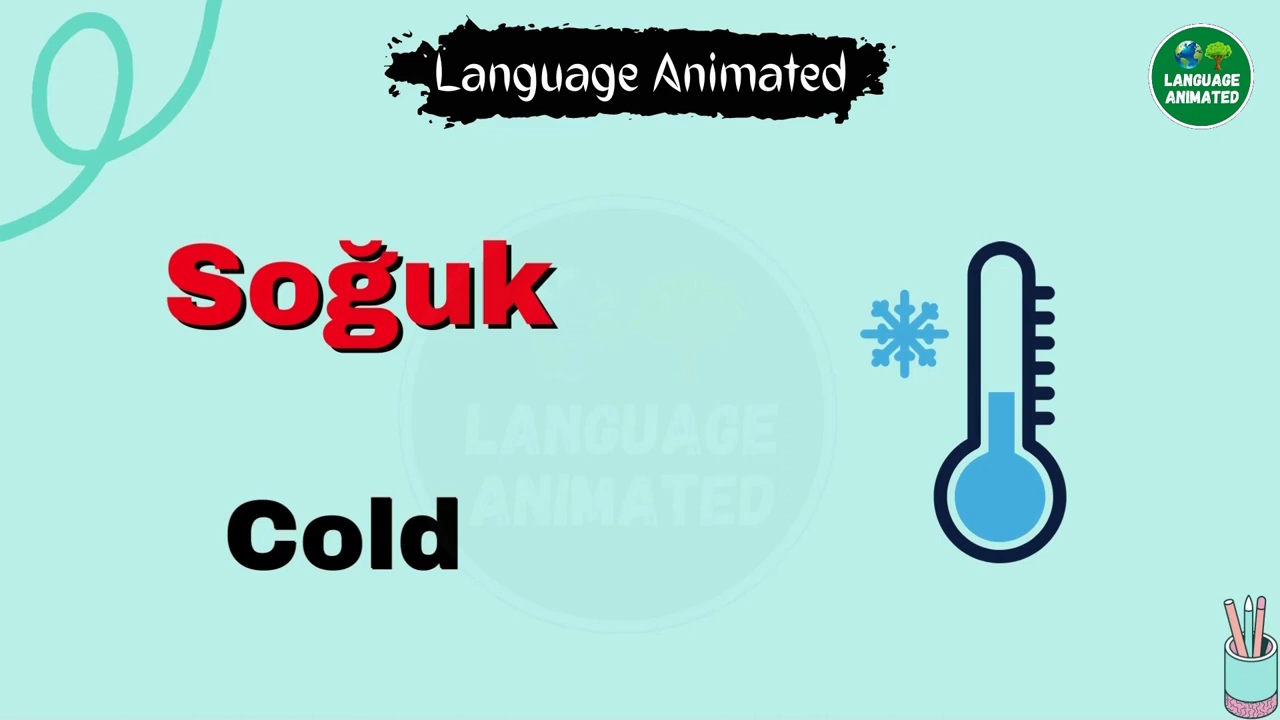 Language Animated
LANGUAGE
ANIMATED
Soğuk
LANGUAGE
ANIMATED
Cold